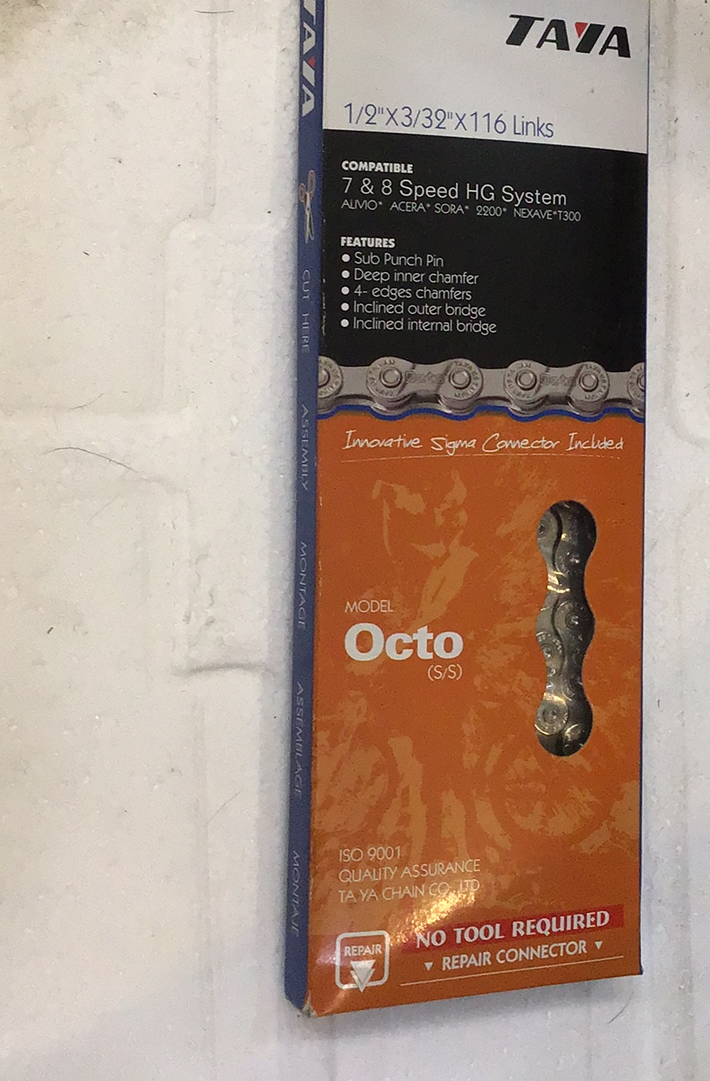 TAYA
1/2"X3/32"X116 Links
COMPATIBLE
7 & 8 Speed HG System
ALIVIO* ACERA* SORA* 2200* NEXAVE*T300
FEATURES
● Sub Punch Pin
● Deep inner chamfer
● 4- edges chamfers
● Inclined outer bridge
● Inclined internal bridge
Innovative Sigma Connector Included
MODEL
Octo
(S/S)
ISO 9001
QUALITY ASSURANCE
TA YA CHAIN CO., LTD
NO TOOL REQUIRED
REPAIR
▼ REPAIR CONNECTOR ▼
TAYA
CUT HERE
ASSEMBLY
MONTAGE
ASSEMBLAGE
MONTAJE